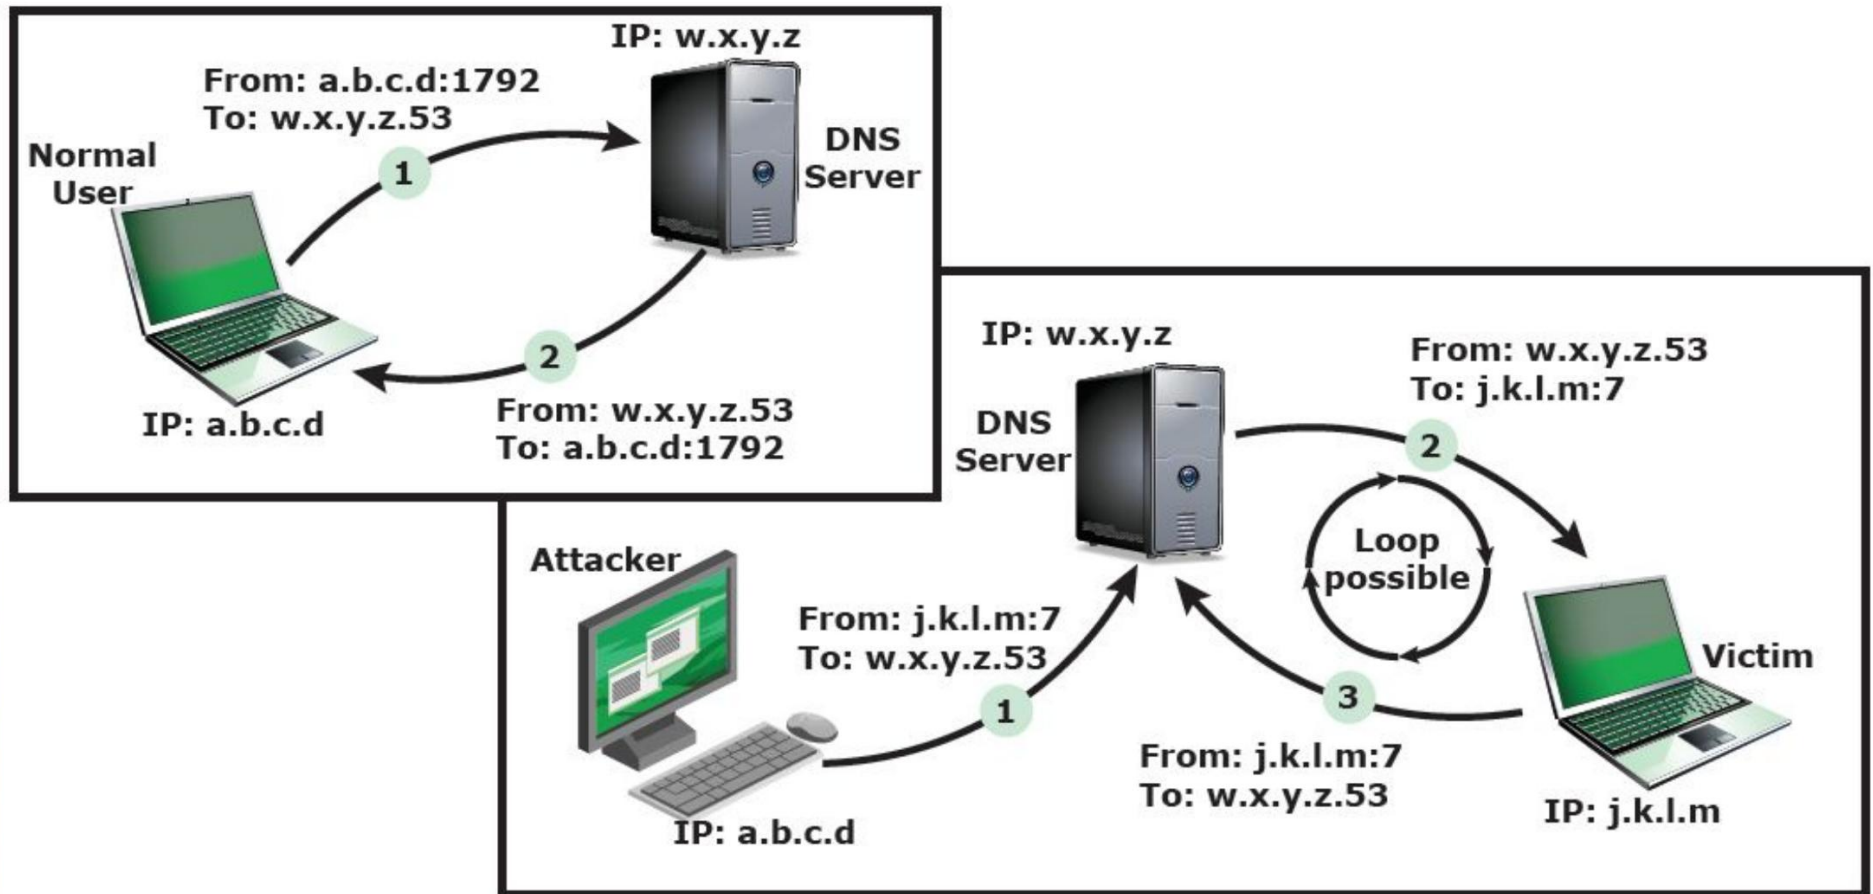 IP: w.x.y.z
From: a.b.c.d:1792
To: w.x.y.z.53
Normal
User
1
DNS
Server
2
IP: a.b.c.d
From: w.x.y.z.53
To: a.b.c.d:1792
IP: w.x.y.z
DNS
Server
From: w.x.y.z.53
To: j.k.l.m:7
2
Loop
possible
Attacker
From: j.k.l.m:7
To: w.x.y.z.53
1
IP: a.b.c.d
3
From: j.k.l.m:7
To: w.x.y.z.53
Victim
IP: j.k.l.m